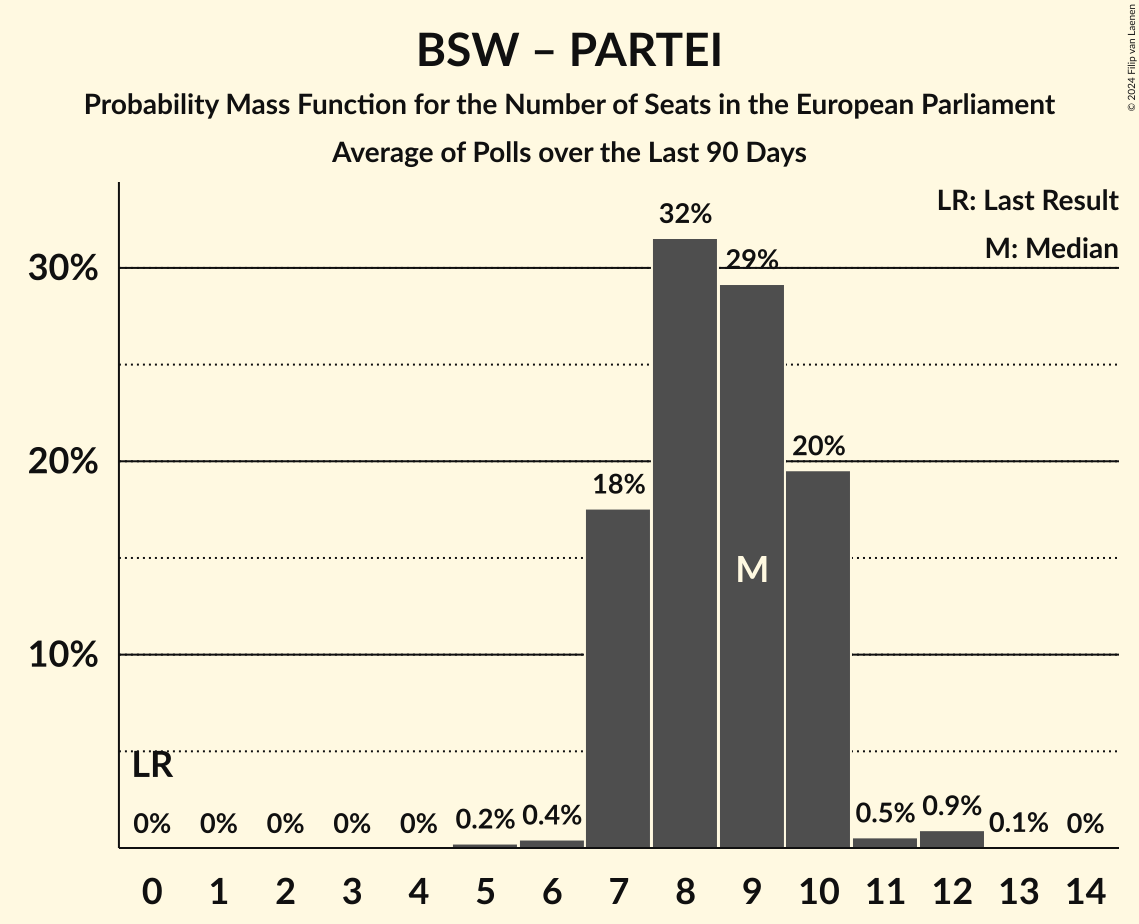 BSW – PARTEI
Probability Mass Function for the Number of Seats in the European Parliament
Average of Polls over the Last 90 Days
© 2024 Filip van Laenen
LR: Last Result
M: Median
30%
20%
10%
LR
M
0% 0% 0% 0% 0% 0.2% 0.4% 18% 32% 29% 20% 0.5% 0.9% 0.1% 0%
0 1 2 3 4 5 6 7 8 9 10 11 12 13 14